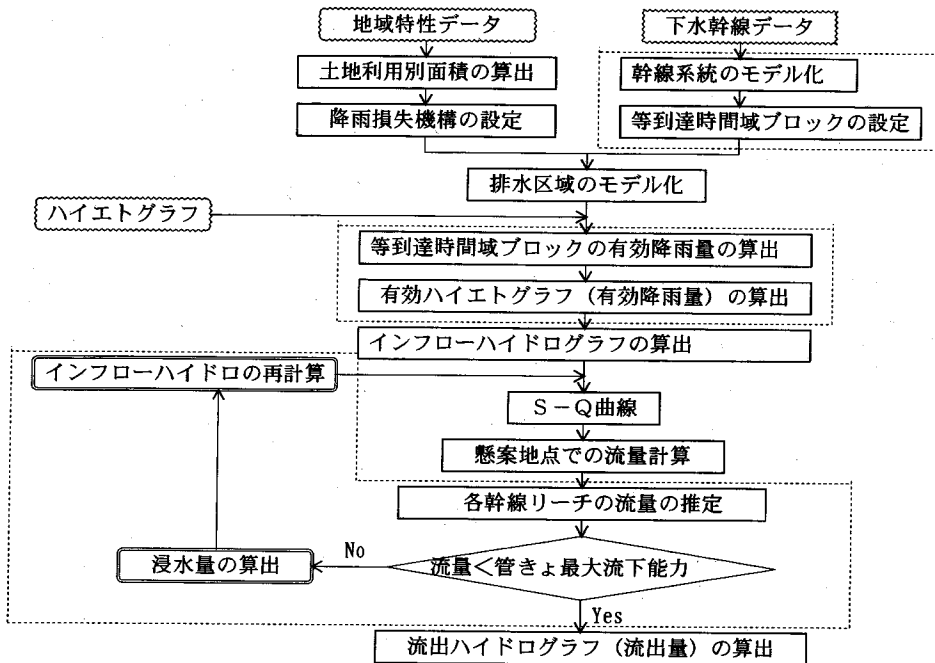 地域特性データ
下水幹線データ
土地利用別面積の算出
幹線系統のモデル化
降雨損失機構の設定
等到達時間域ブロックの設定
排水区域のモデル化
ハイエトグラフ
等到達時間域ブロックの有効降雨量の算出
有効ハイエトグラフ(有効降雨量)の算出
インフローハイドログラフの算出
インフローハイドロの再計算
S-Q曲線
懸案地点での流量計算
各幹線リーチの流量の推定
No
浸水量の算出
流量<管きょ最大流下能力
Yes
流出ハイドログラフ(流出量)の算出